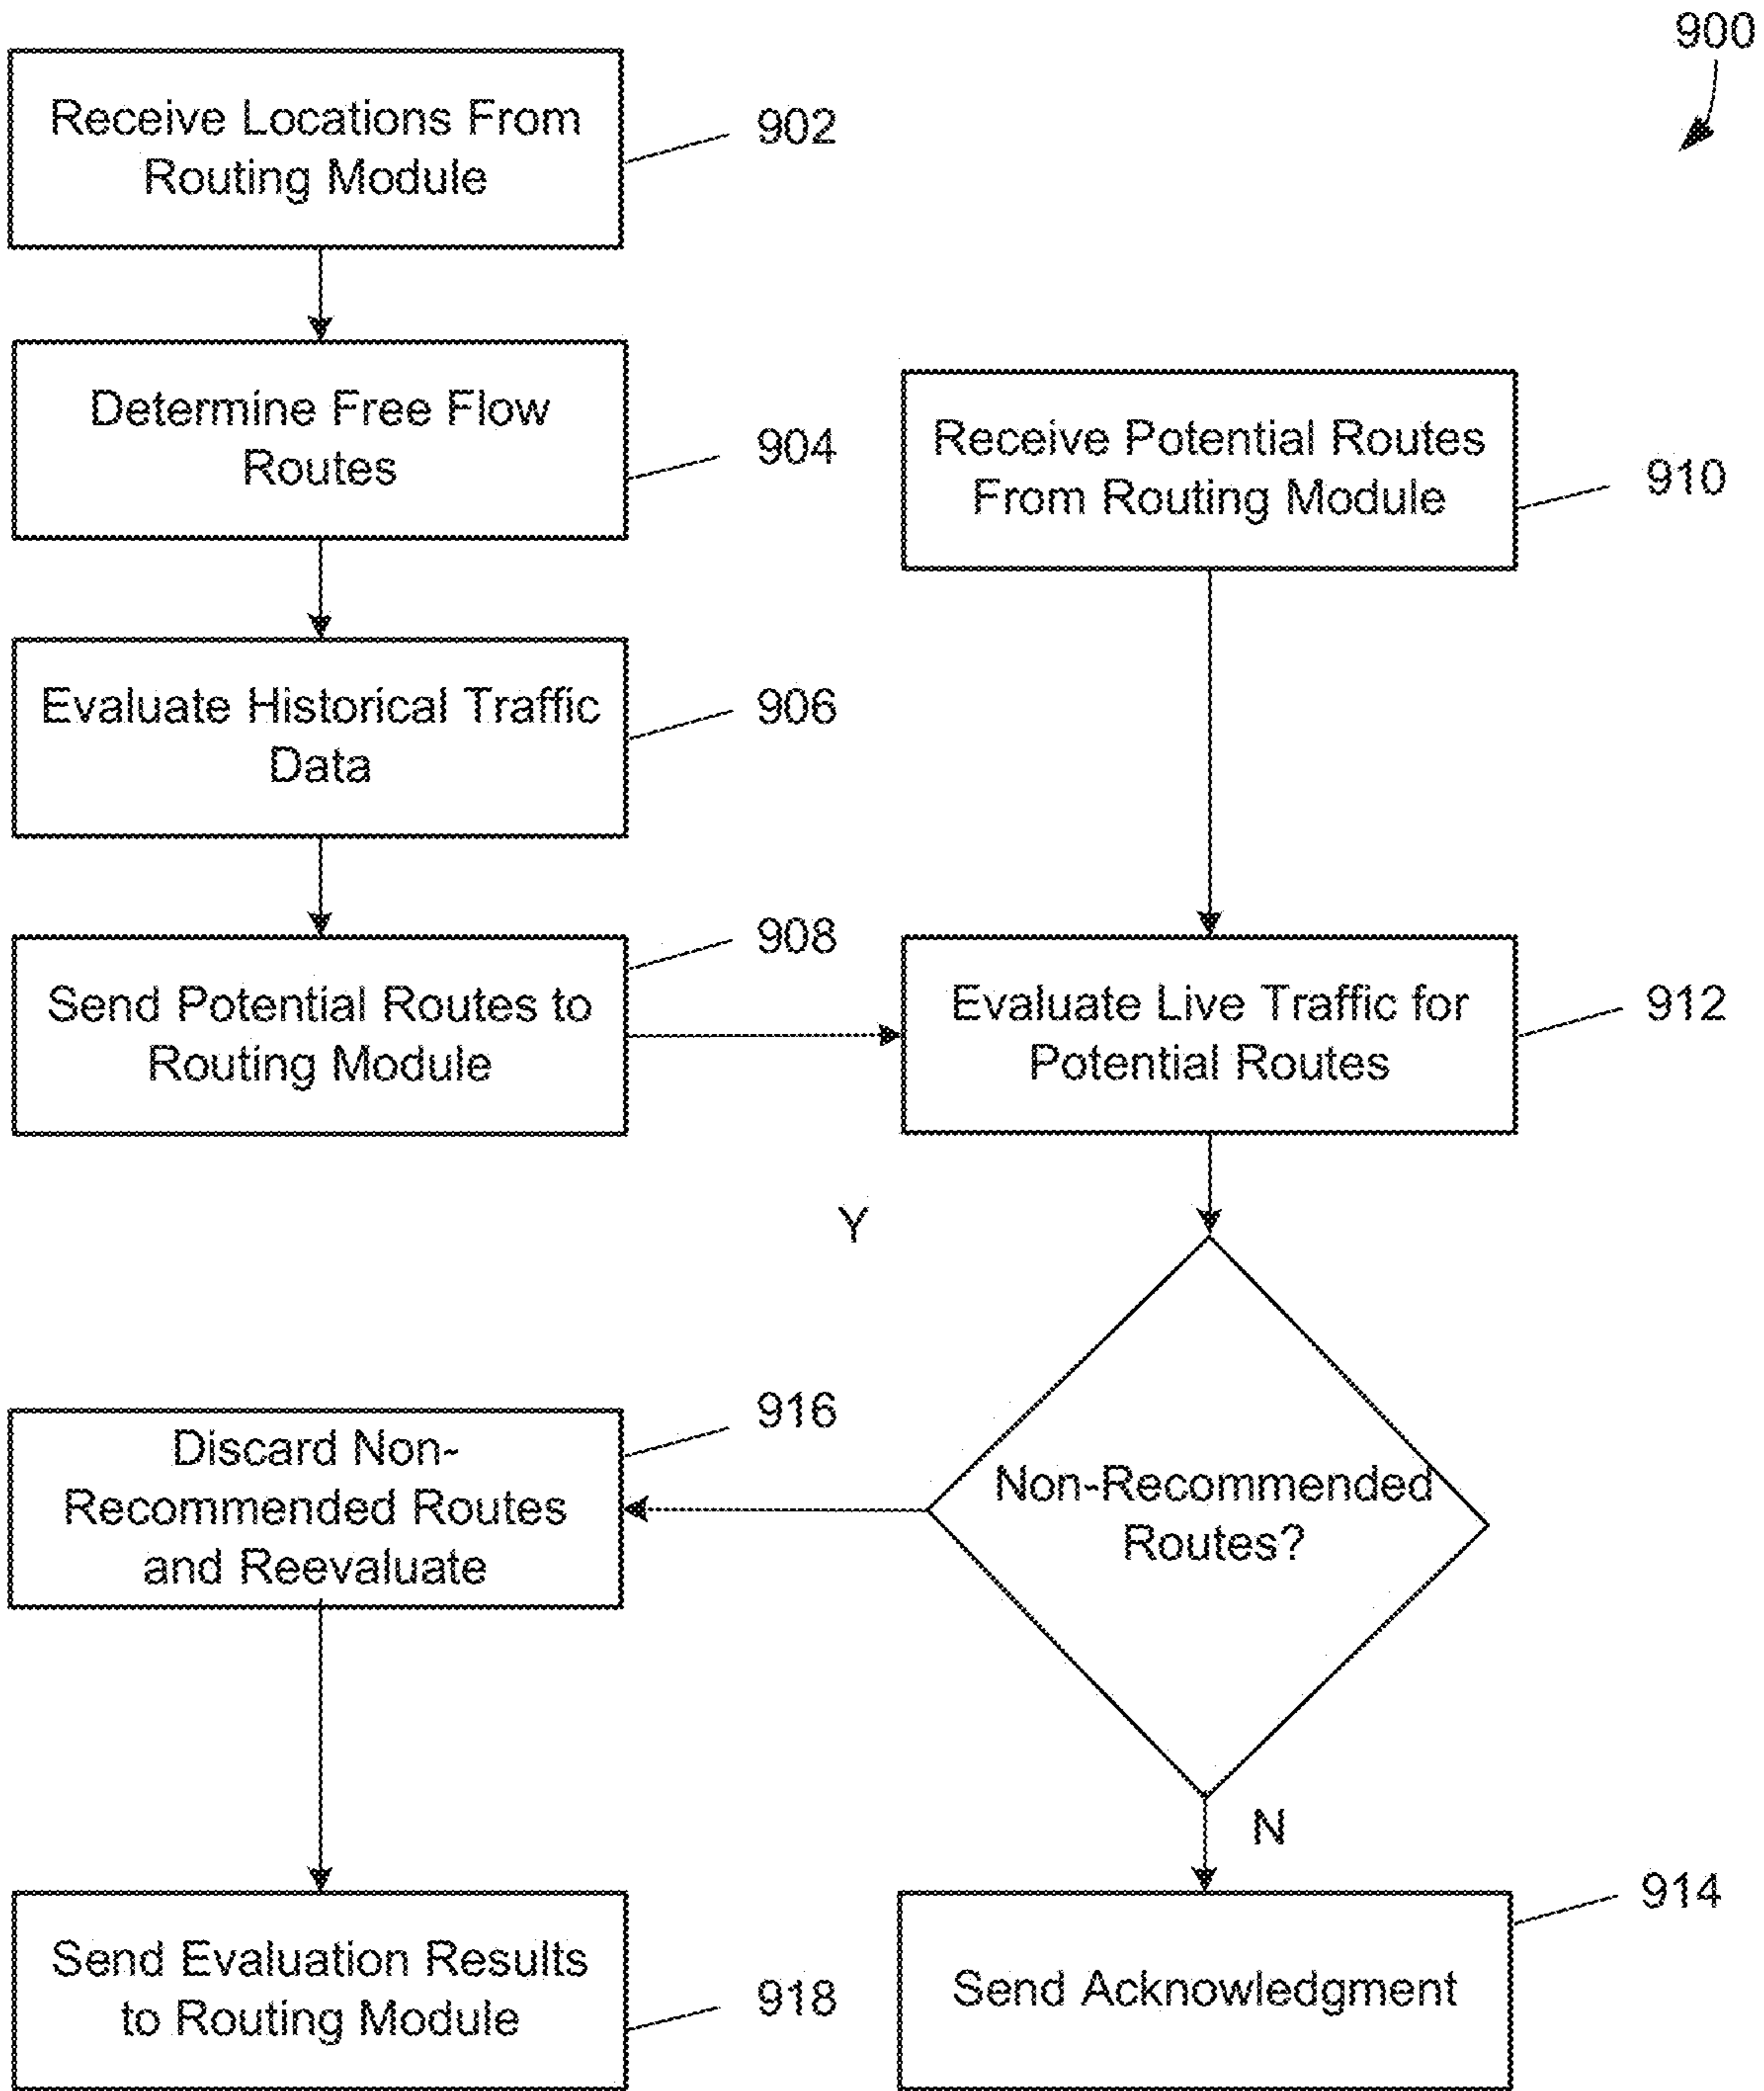 900
Receive Locations From
Routing Module
902
Determine Free Flow
Routes
904
Receive Potential Routes
From Routing Module
910
Evaluate Historical Traffic
Data
906
Send Potential Routes to
Routing Module
908
Evaluate Live Traffic for
Potential Routes
912
Y
Discard Non-
Recommended Routes
and Reevaluate
916
Non-Recommended
Routes?
N
Send Evaluation Results
to Routing Module
918
Send Acknowledgment
914